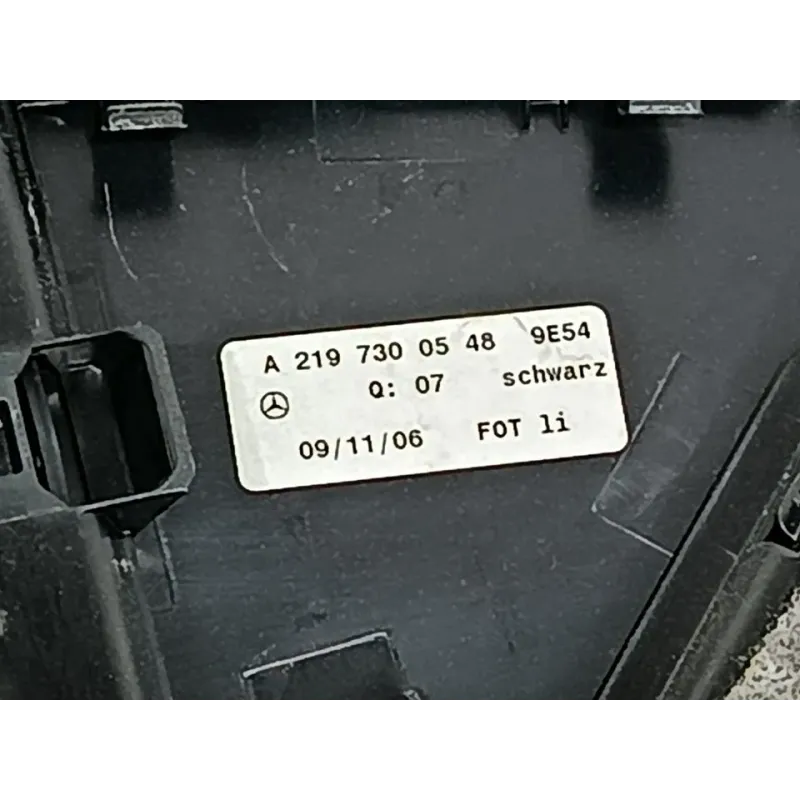 A 219 730 05 48 9E54
Q: 07 schwarz
09/11/06 FOT li